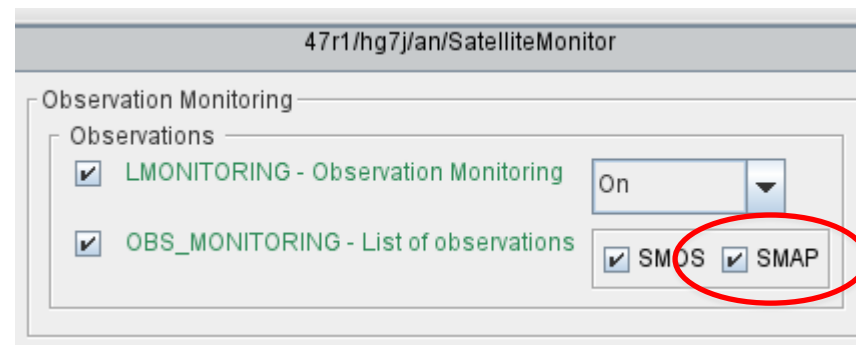 47r1/hg7j/an/SatelliteMonitor
Observation Monitoring
Observations
LMONITORING - Observation Monitoring On
OBS_MONITORING - List of observations SMOS SMAP